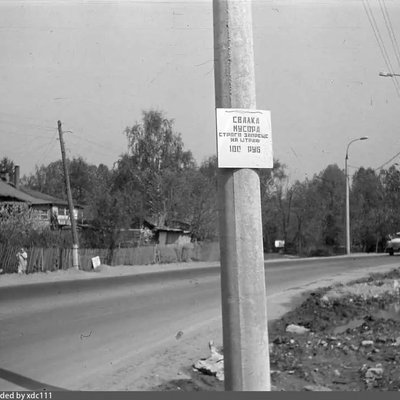 СВАЛКА
МУСОРА
СТРОГО ЗАПРЕЩЕ
НА ШТРАФ
100 РУБ
ded by xdc111